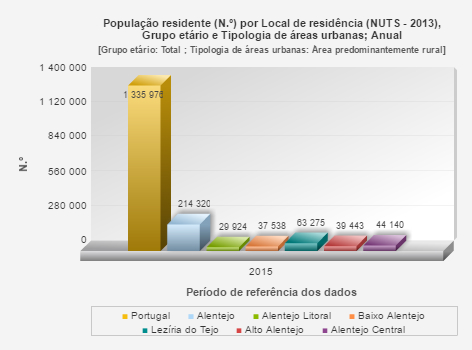 População residente (N.º) por Local de residência (NUTS - 2013),
Grupo etário e Tipologia de áreas urbanas; Anual
[Grupo etário: Total ; Tipologia de áreas urbanas: Área predominantemente rural]
1 400 000
1 120 000
840 000
560 000
280 000
0
N.º
1 335 976
214 320
29 924
37 538
63 275
39 443
44 140
2015
Período de referência dos dados
Portugal Alentejo Alentejo Litoral Baixo Alentejo
Lezíria do Tejo Alto Alentejo Alentejo Central